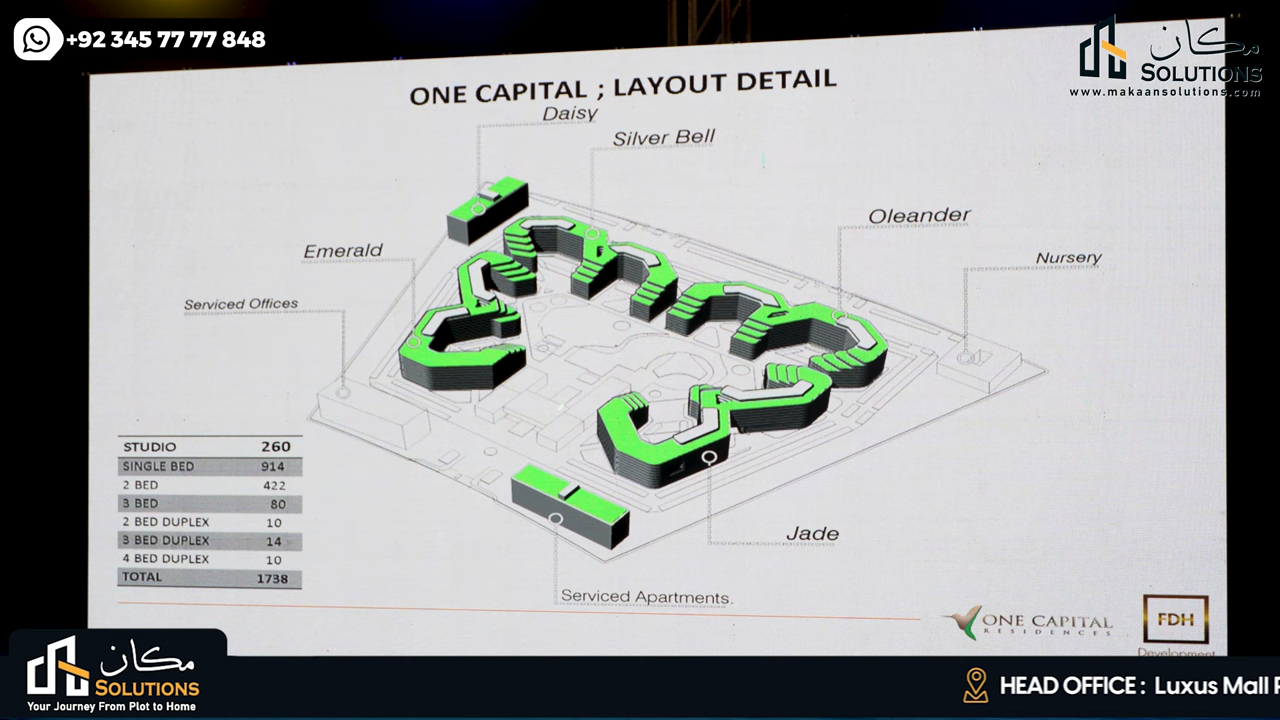 +92 345 77 77 848
مكان
SOLUTIONS
www.makaansolutions.com
ONE CAPITAL ; LAYOUT DETAIL
Daisy
Silver Bell
Oleander
Emerald
Nursery
Serviced Offices
STUDIO 260
SINGLE BED 914
2 BED 422
3 BED 80
2 BED DUPLEX 10
3 BED DUPLEX 14
4 BED DUPLEX 10
TOTAL 1738
Jade
Serviced Apartments.
ONE CAPITAL
RESIDENCES
FDH
Development
مكان
SOLUTIONS
Your Journey From Plot to Home
HEAD OFFICE : Luxus Mall